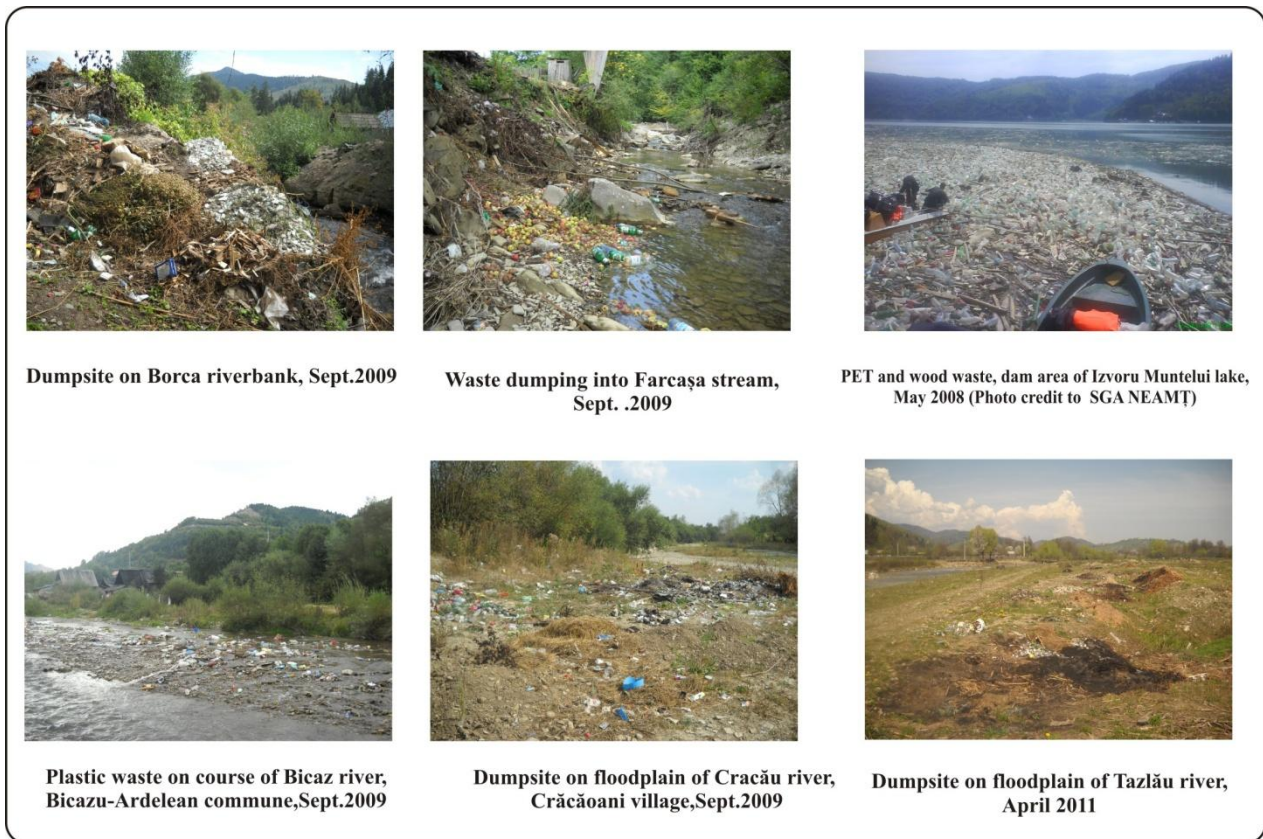 Dumpsite on Borca riverbank, Sept.2009
Waste dumping into Farcașa stream,
Sept. .2009
PET and wood waste, dam area of Izvoru Muntelui lake,
May 2008 (Photo credit to SGA NEAMȚ)
Plastic waste on course of Bicaz river,
Bicazu-Ardelean commune,Sept.2009
Dumpsite on floodplain of Cracău river,
Crăcăoani village,Sept.2009
Dumpsite on floodplain of Tazlău river,
April 2011